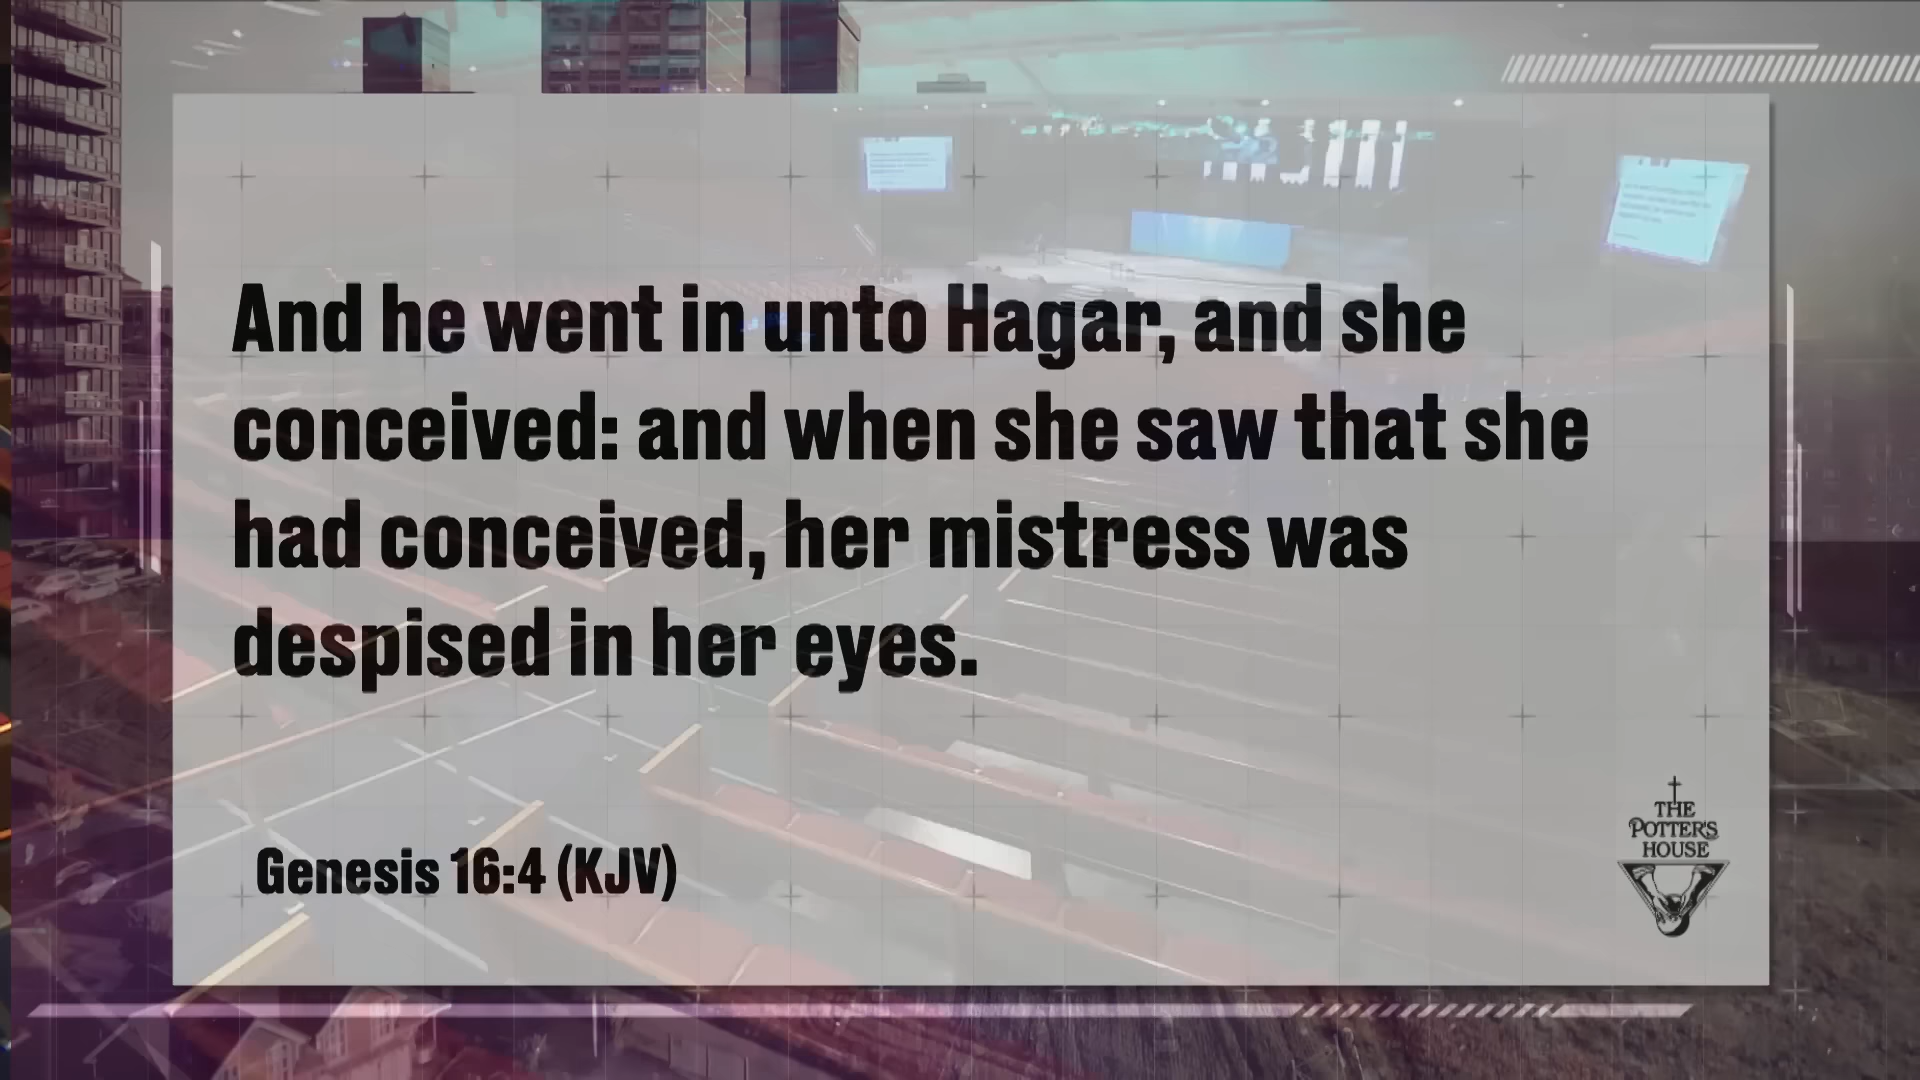 And he went in unto Hagar, and she
conceived: and when she saw that she
had conceived, her mistress was
despised in her eyes.
Genesis 16:4 (KJV)
THE
POTTER'S
HOUSE